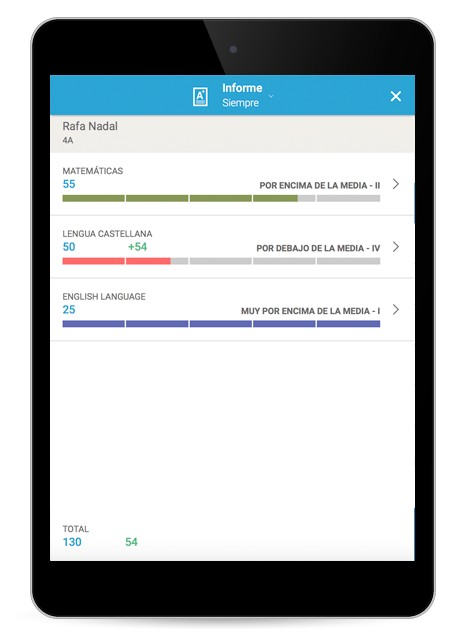 Informe
Siempre
Rafa Nadal
4A
MATEMÁTICAS
55
POR ENCIMA DE LA MEDIA - II
LENGUA CASTELLANA
50 +54
POR DEBAJO DE LA MEDIA - IV
ENGLISH LANGUAGE
25
MUY POR ENCIMA DE LA MEDIA - I
TOTAL
130 54